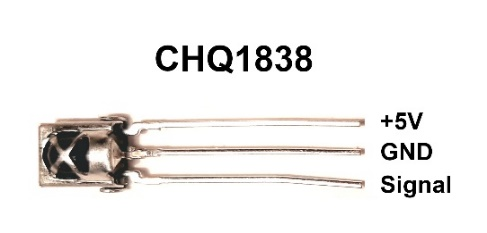 CHQ1838
+5V
GND
Signal